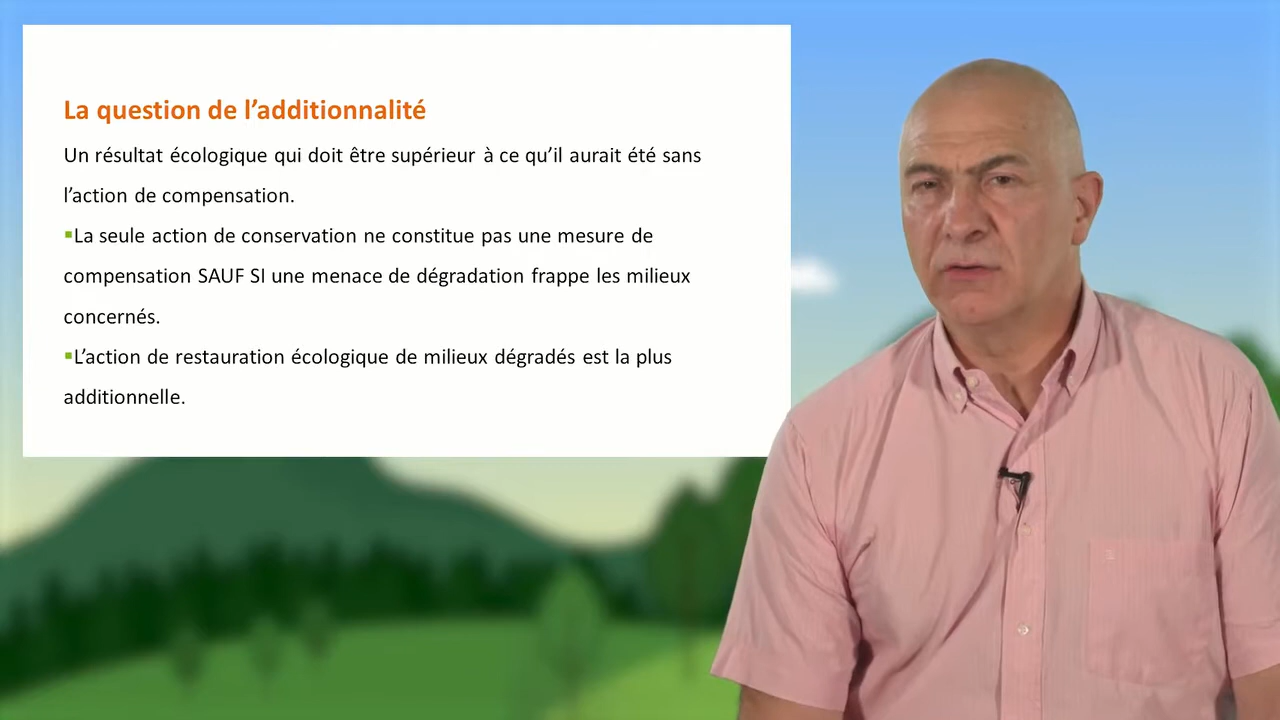 La question de l’additionnalité
Un résultat écologique qui doit être supérieur à ce qu’il aurait été sans
l’action de compensation.
▪La seule action de conservation ne constitue pas une mesure de
compensation SAUF SI une menace de dégradation frappe les milieux
concernés.
▪L’action de restauration écologique de milieux dégradés est la plus
additionnelle.